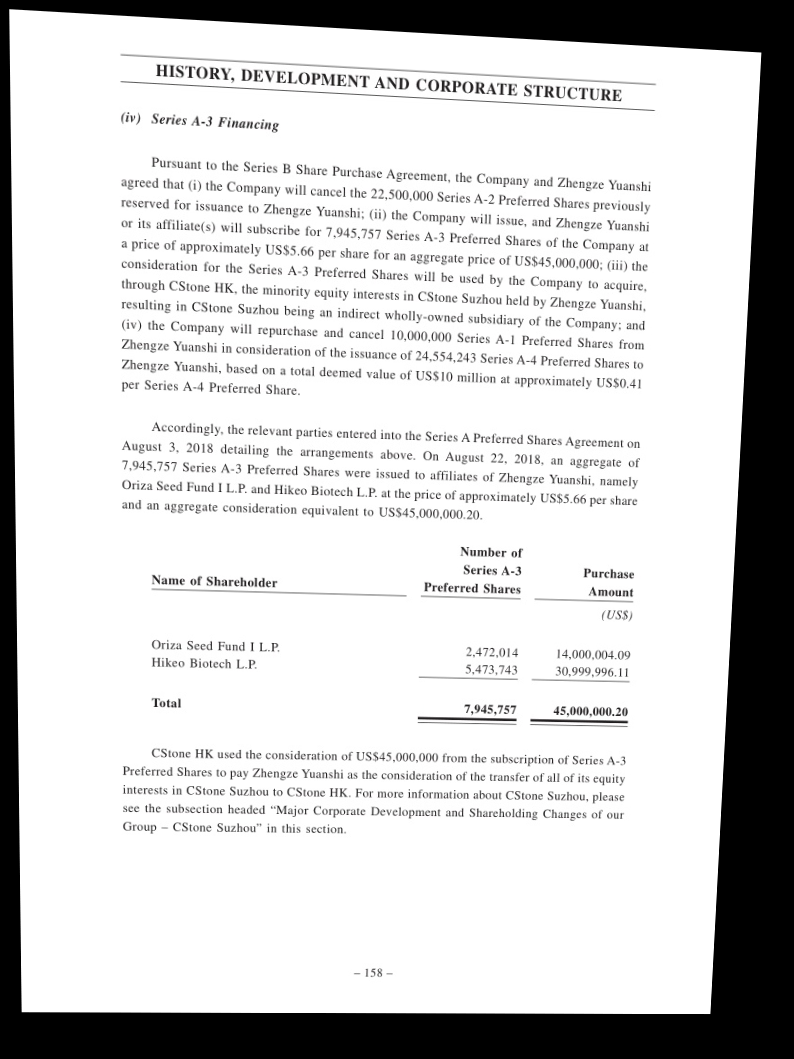 HISTORY, DEVELOPMENT AND CORPORATE STRUCTURE
(iv) Series A-3 Financing
Pursuant to the Series B Share Purchase Agreement, the Company and Zhengze Yuanshi
agreed that (i) the Company will cancel the 22,500,000 Series A-2 Preferred Shares previously
reserved for issuance to Zhengze Yuanshi; (ii) the Company will issue, and Zhengze Yuanshi
or its affiliate(s) will subscribe for 7,945,757 Series A-3 Preferred Shares of the Company at
a price of approximately US$5.66 per share for an aggregate price of US$45,000,000; (iii) the
consideration for the Series A-3 Preferred Shares will be used by the Company to acquire,
through CStone HK, the minority equity interests in CStone Suzhou held by Zhengze Yuanshi,
resulting in CStone Suzhou being an indirect wholly-owned subsidiary of the Company; and
(iv) the Company will repurchase and cancel 10,000,000 Series A-1 Preferred Shares from
Zhengze Yuanshi in consideration of the issuance of 24,554,243 Series A-4 Preferred Shares to
Zhengze Yuanshi, based on a total deemed value of US$10 million at approximately US$0.41
per Series A-4 Preferred Share.
Accordingly, the relevant parties entered into the Series A Preferred Shares Agreement on
August 3, 2018 detailing the arrangements above. On August 22, 2018, an aggregate of
7,945,757 Series A-3 Preferred Shares were issued to affiliates of Zhengze Yuanshi, namely
Oriza Seed Fund I L.P. and Hikeo Biotech L.P. at the price of approximately US$5.66 per share
and an aggregate consideration equivalent to US$45,000,000.20.
Number of
Series A-3 Purchase
Name of Shareholder Preferred Shares Amount
(US$)
Oriza Seed Fund I L.P. 2,472,014 14,000,004.09
Hikeo Biotech L.P. 5,473,743 30,999,996.11
Total 7,945,757 45,000,000.20
CStone HK used the consideration of US$45,000,000 from the subscription of Series A-3
Preferred Shares to pay Zhengze Yuanshi as the consideration of the transfer of all of its equity
interests in CStone Suzhou to CStone HK. For more information about CStone Suzhou, please
see the subsection headed “Major Corporate Development and Shareholding Changes of our
Group – CStone Suzhou” in this section.
– 158 –